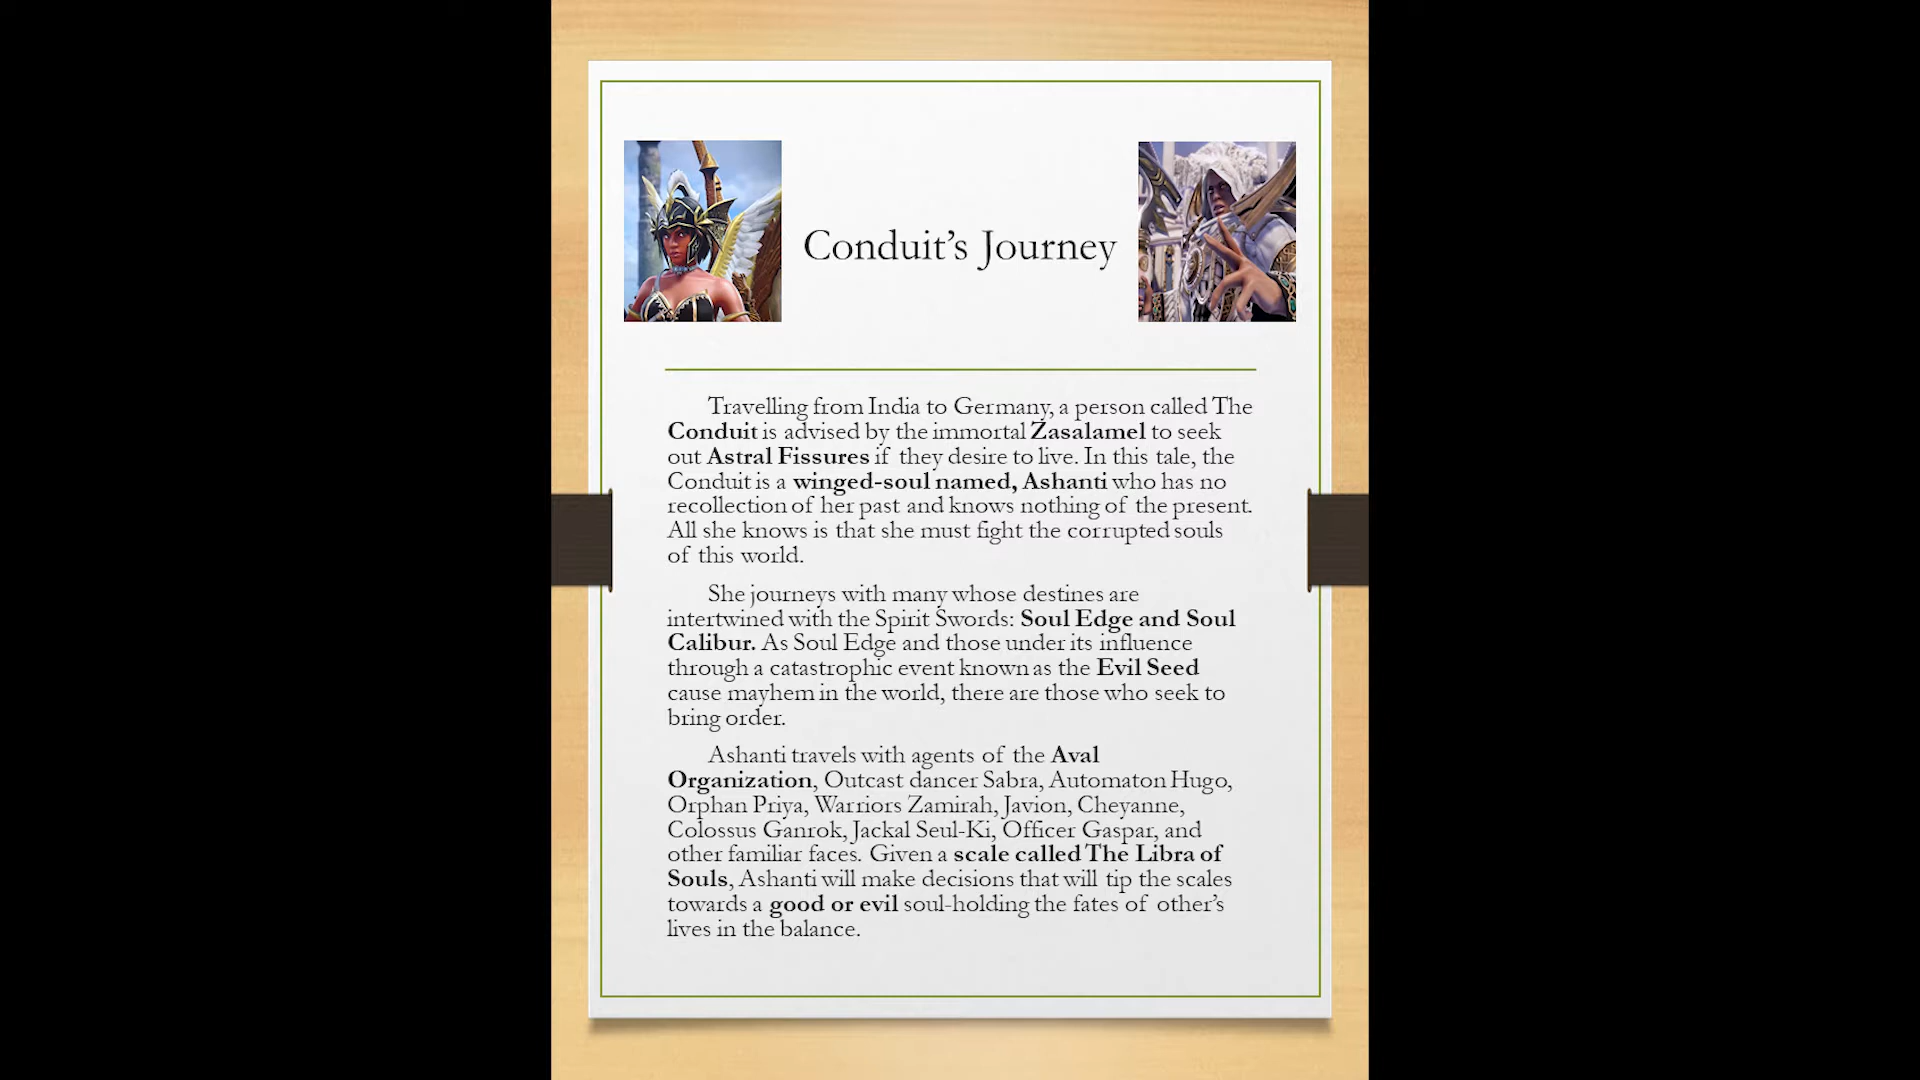 Conduit's Journey
Travelling from India to Germany, a person called The
Conduit is advised by the immortal Zasalamel to seek
out Astral Fissures if they desire to live. In this tale, the
Conduit is a winged-soul named, Ashanti who has no
recollection of her past and knows nothing of the present.
All she knows is that she must fight the corrupted souls
of this world.
She journeys with many whose destines are
intertwined with the Spirit Swords: Soul Edge and Soul
Calibur. As Soul Edge and those under its influence
through a catastrophic event known as the Evil Seed
cause mayhem in the world, there are those who seek to
bring order.
Ashanti travels with agents of the Aval
Organization, Outcast dancer Sabra, Automaton Hugo,
Orphan Priya, Warriors Zamirah, Javion, Cheyanne,
Colossus Ganrok, Jackal Seul-Ki, Officer Gaspar, and
other familiar faces. Given a scale called The Libra of
Souls, Ashanti will make decisions that will tip the scales
towards a good or evil soul-holding the fates of other's
lives in the balance.